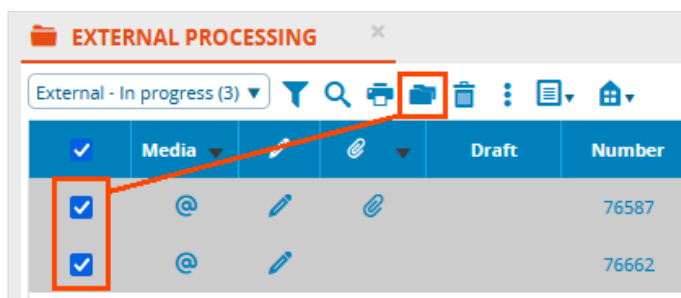 EXTERNAL PROCESSING
External - In progress (3)
Media Draft Number
@ 76587
@ 76662